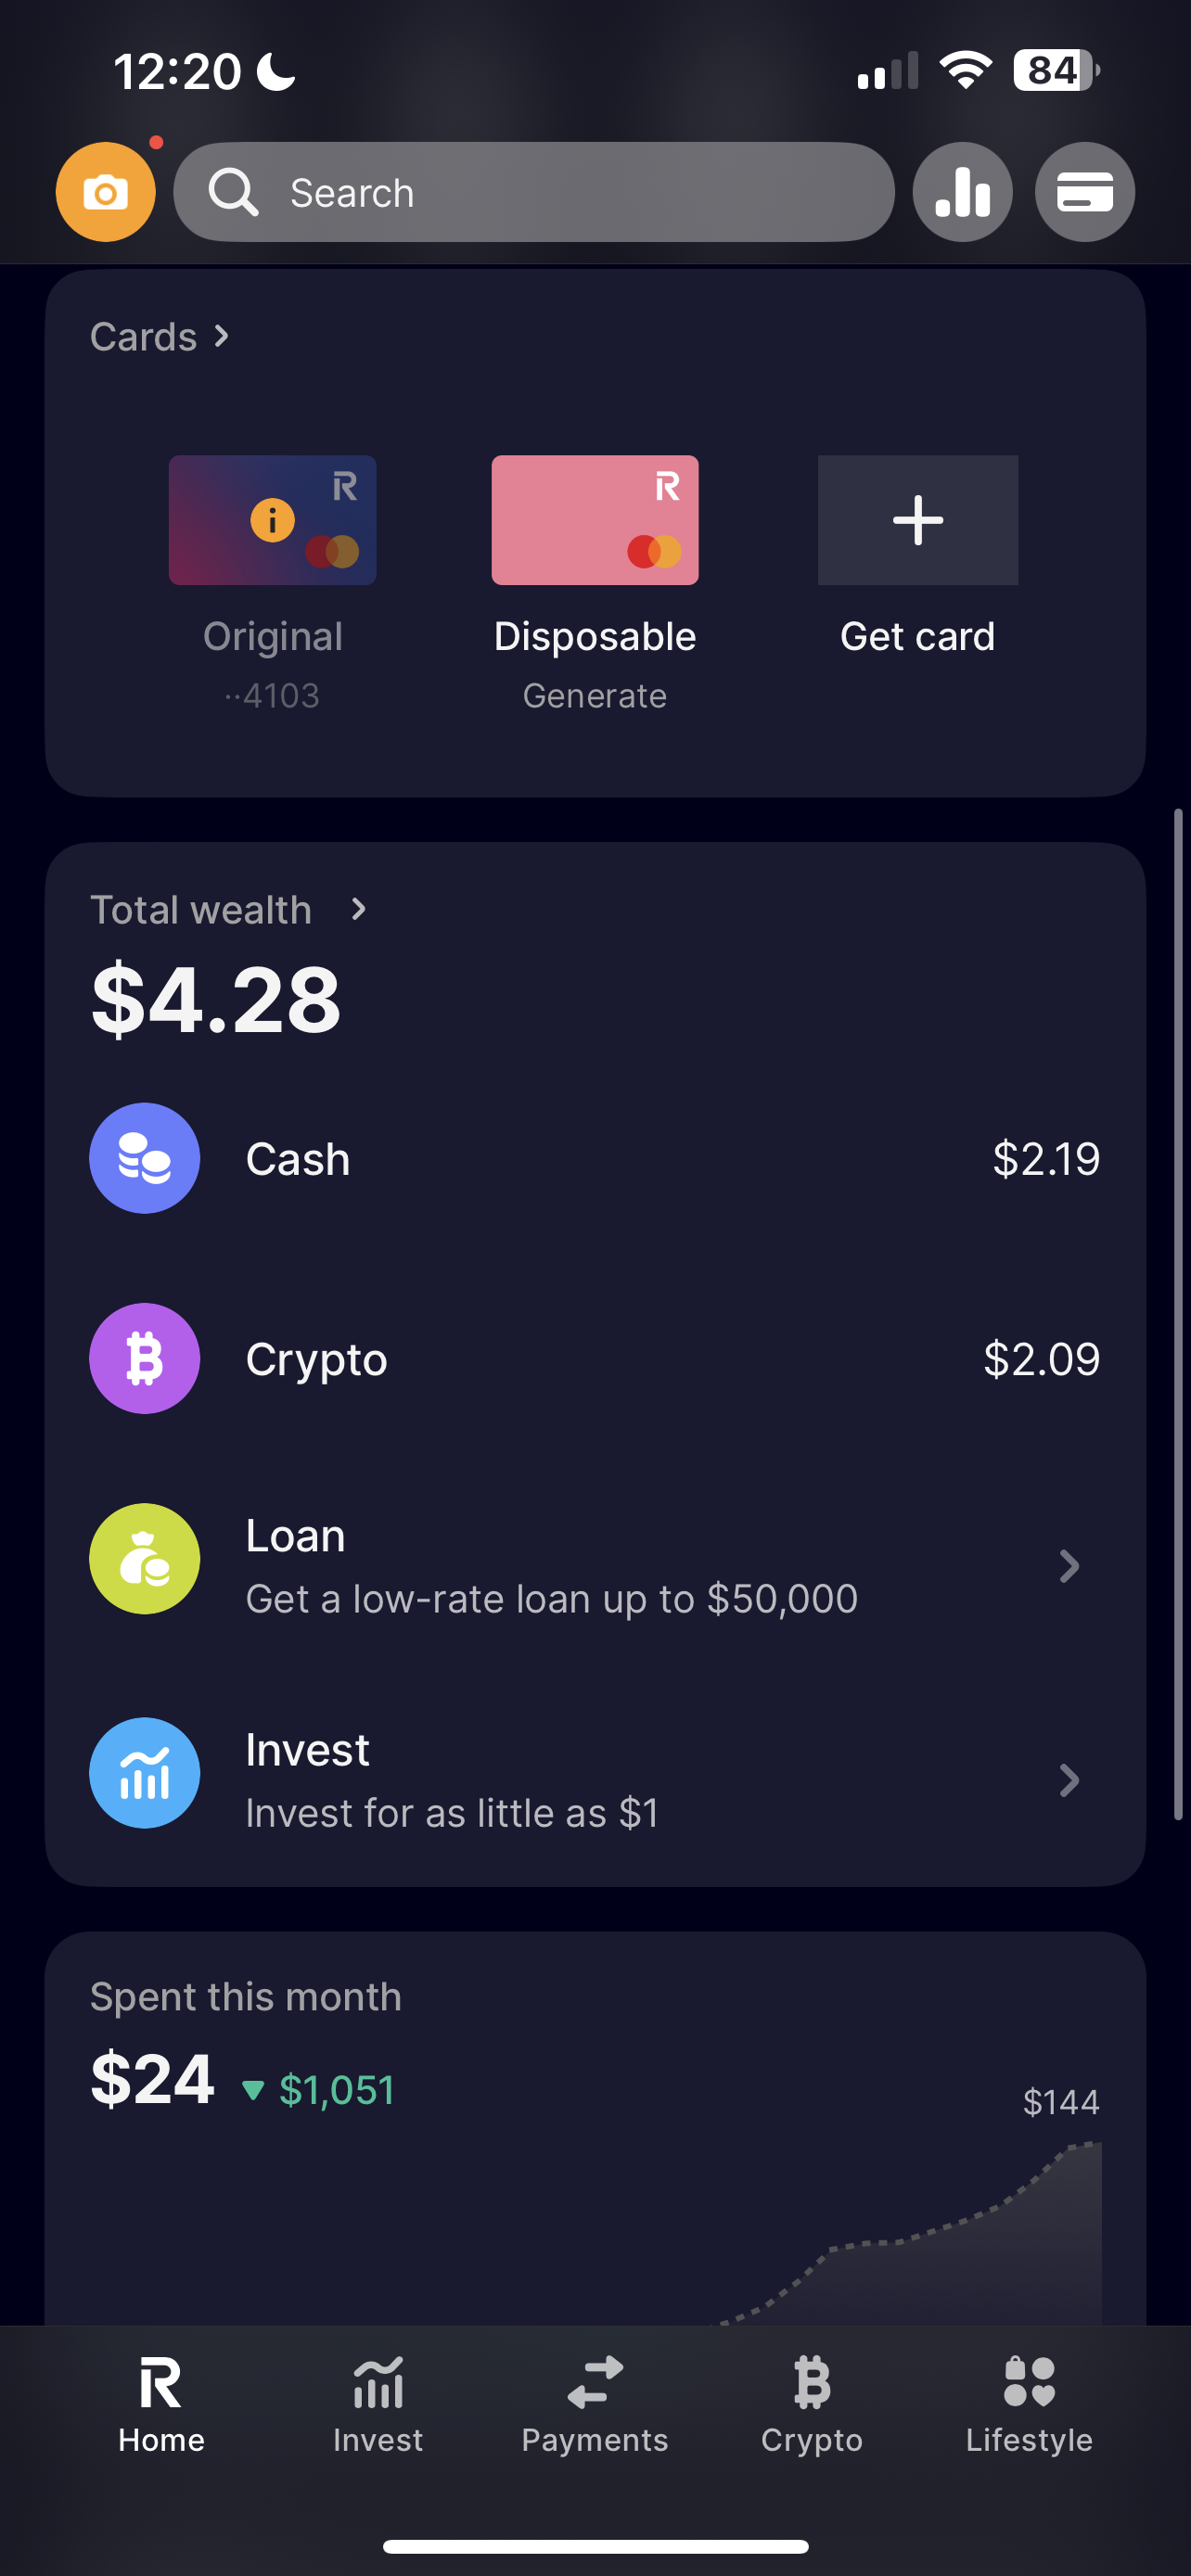 12:20
84
Search
Cards
Original
Disposable
Get card
··4103
Generate
Total wealth
$4.28
Cash
$2.19
Crypto
$2.09
Loan
Get a low-rate loan up to $50,000
Invest
Invest for as little as $1
Spent this month
$24 ▼ $1,051
$144
Home
Invest
Payments
Crypto
Lifestyle